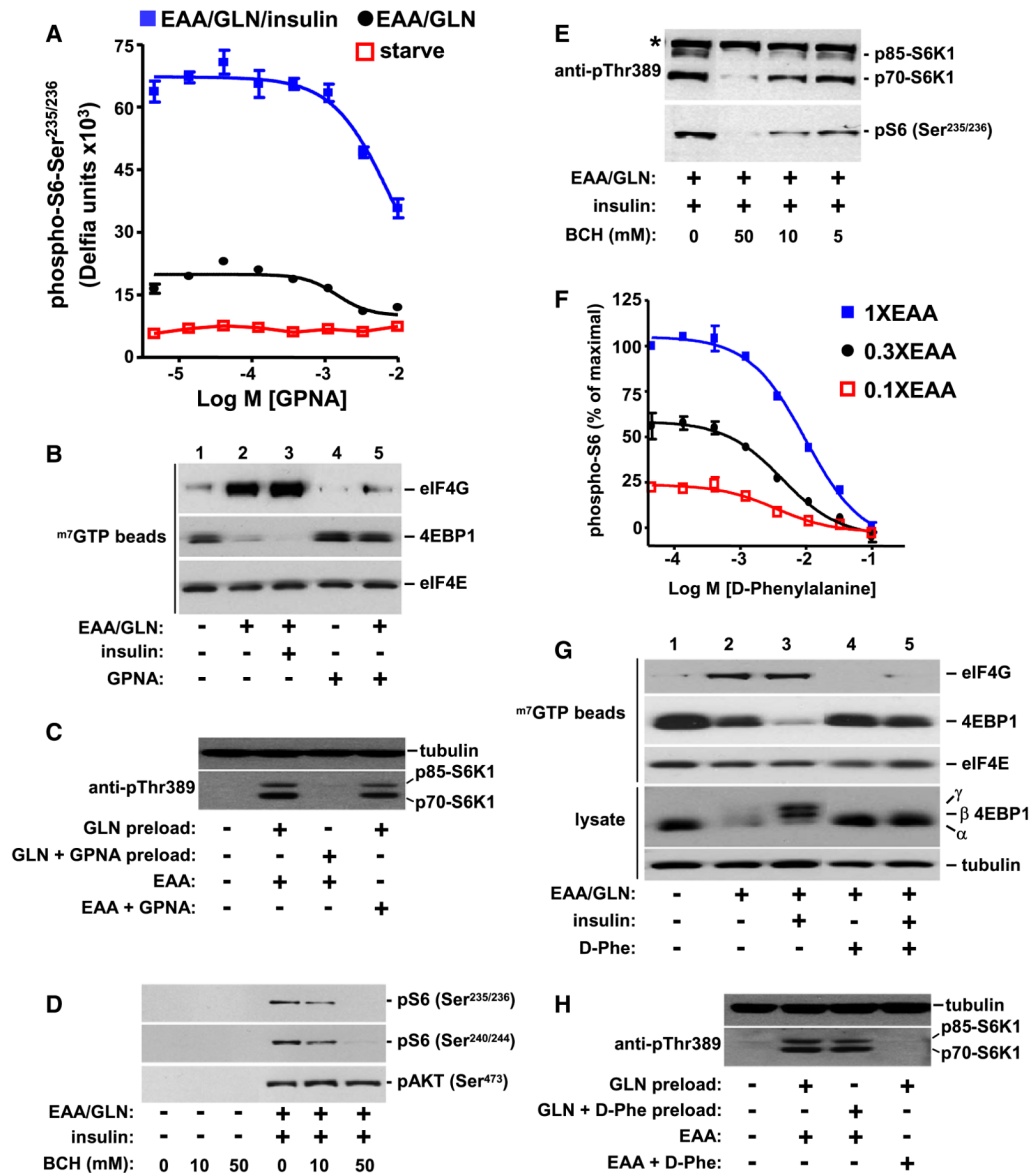 A
EAA/GLN/insulin
EAA/GLN
starve
phospho-S6-Ser235/236
(Delfia units x10³)
75
60
45
30
15
0
-5 -4 -3 -2
Log M [GPNA]
B
1 2 3 4 5
m7GTP beads
eIF4G
4EBP1
eIF4E
EAA/GLN: - + + - +
insulin: - - + - -
GPNA: - - - + +
C
tubulin
anti-pThr389
p85-S6K1
p70-S6K1
GLN preload: - + - +
GLN + GPNA preload: - - + -
EAA: - + + -
EAA + GPNA: - - - +
D
pS6 (Ser235/236)
pS6 (Ser240/244)
pAKT (Ser473)
EAA/GLN: - - - + + +
insulin: - - - + + +
BCH (mM): 0 10 50 0 10 50
E
*
anti-pThr389
p85-S6K1
p70-S6K1
pS6 (Ser235/236)
EAA/GLN: + + + +
insulin: + + + +
BCH (mM): 0 50 10 5
F
1XEAA
0.3XEAA
0.1XEAA
phospho-S6 (% of maximal)
125
100
75
50
25
0
-4 -3 -2 -1
Log M [D-Phenylalanine]
G
1 2 3 4 5
m7GTP beads
eIF4G
4EBP1
eIF4E
lysate
γ
β 4EBP1
α
tubulin
EAA/GLN: - + + + +
insulin: - - + - +
D-Phe: - - - + +
H
tubulin
anti-pThr389
p85-S6K1
p70-S6K1
GLN preload: - + - +
GLN + D-Phe preload: - - + -
EAA: - + + -
EAA + D-Phe: - - - +